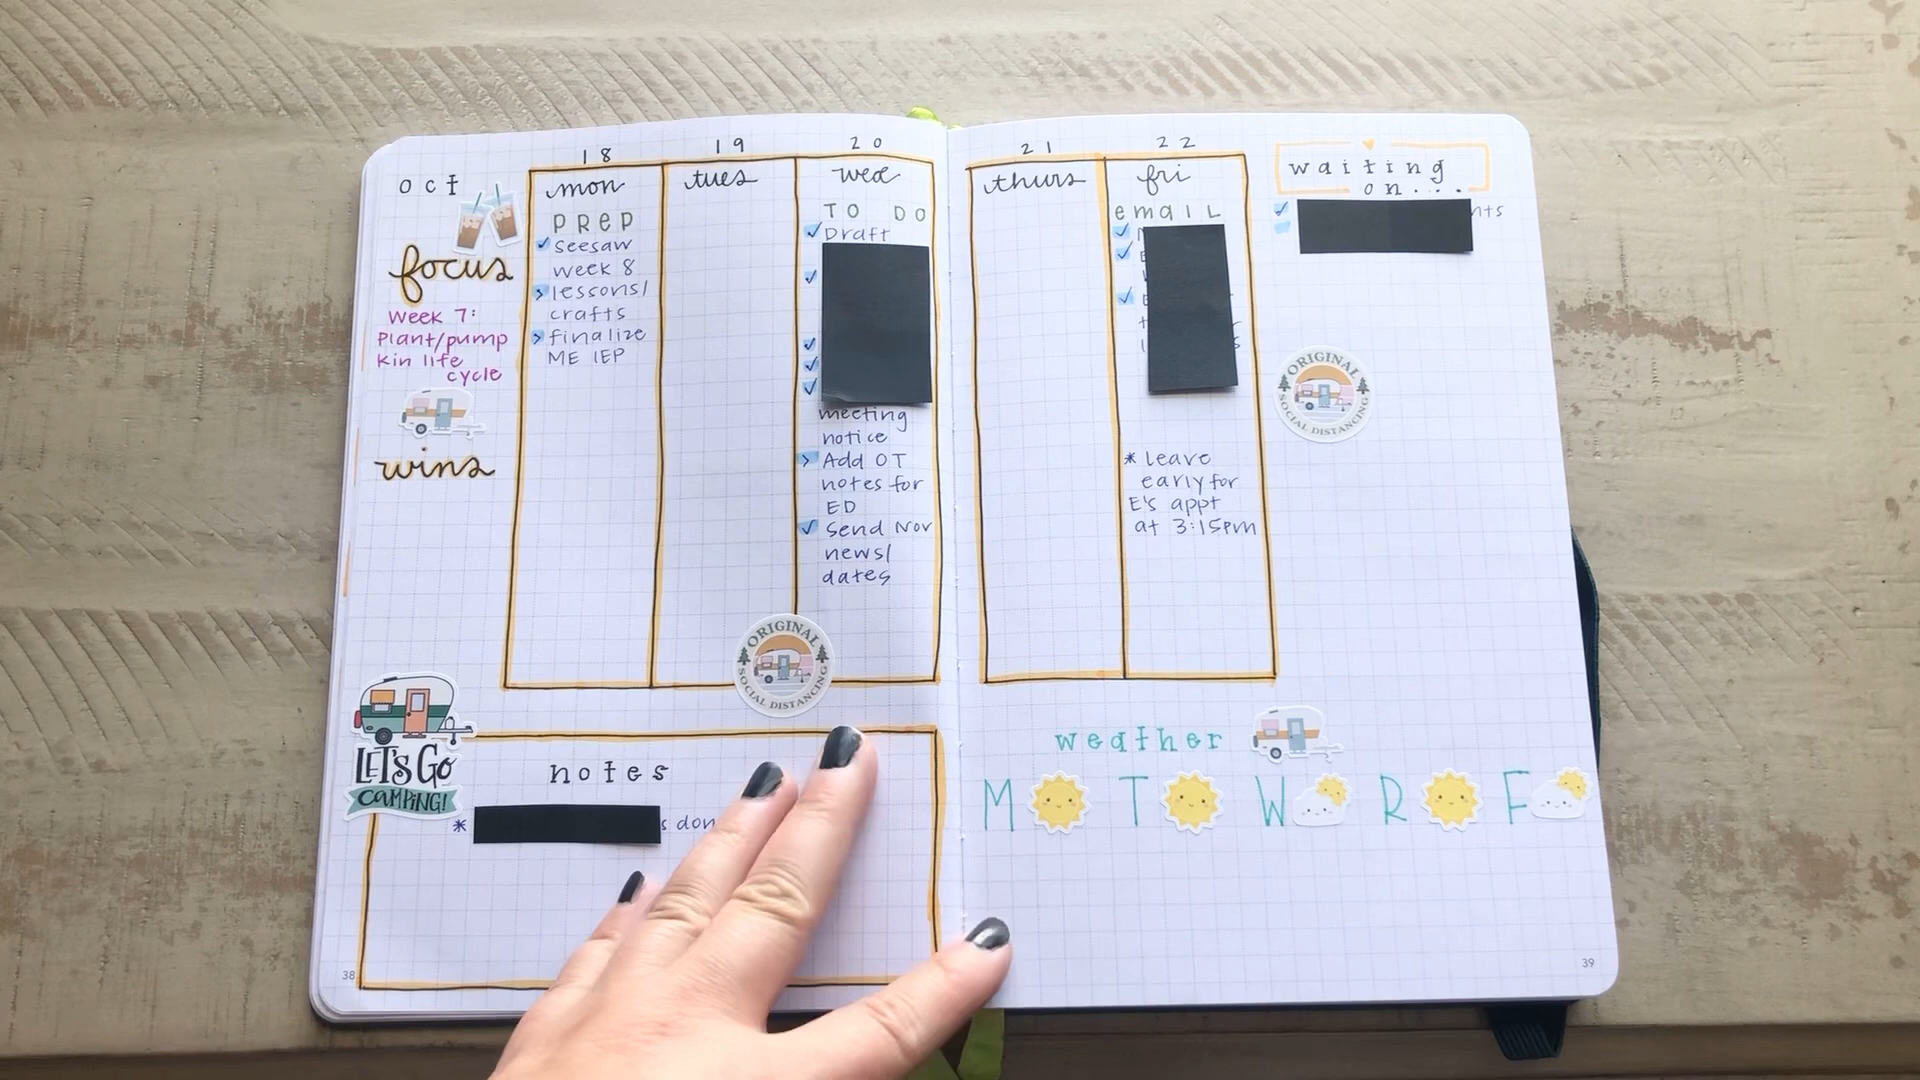 oct
focus
Week 7:
Plant/pump
kin life
cycle
wins
18
mon
PREP
seesaw
week 8
lessons/
crafts
finalize
ME IEP
19
tues
20
wed
TO DO
Draft
meeting
notice
Add OT
notes for
ED
Send Nov
news/
dates
ORIGINAL
SOCIAL DISTANCING
LET'S GO
CAMPING!
notes
*
s don
38
21
thurs
22
fri
email
* leave
early for
E's appt
at 3:15pm
waiting
on...
nts
ORIGINAL
SOCIAL DISTANCING
weather
M T W R F
39